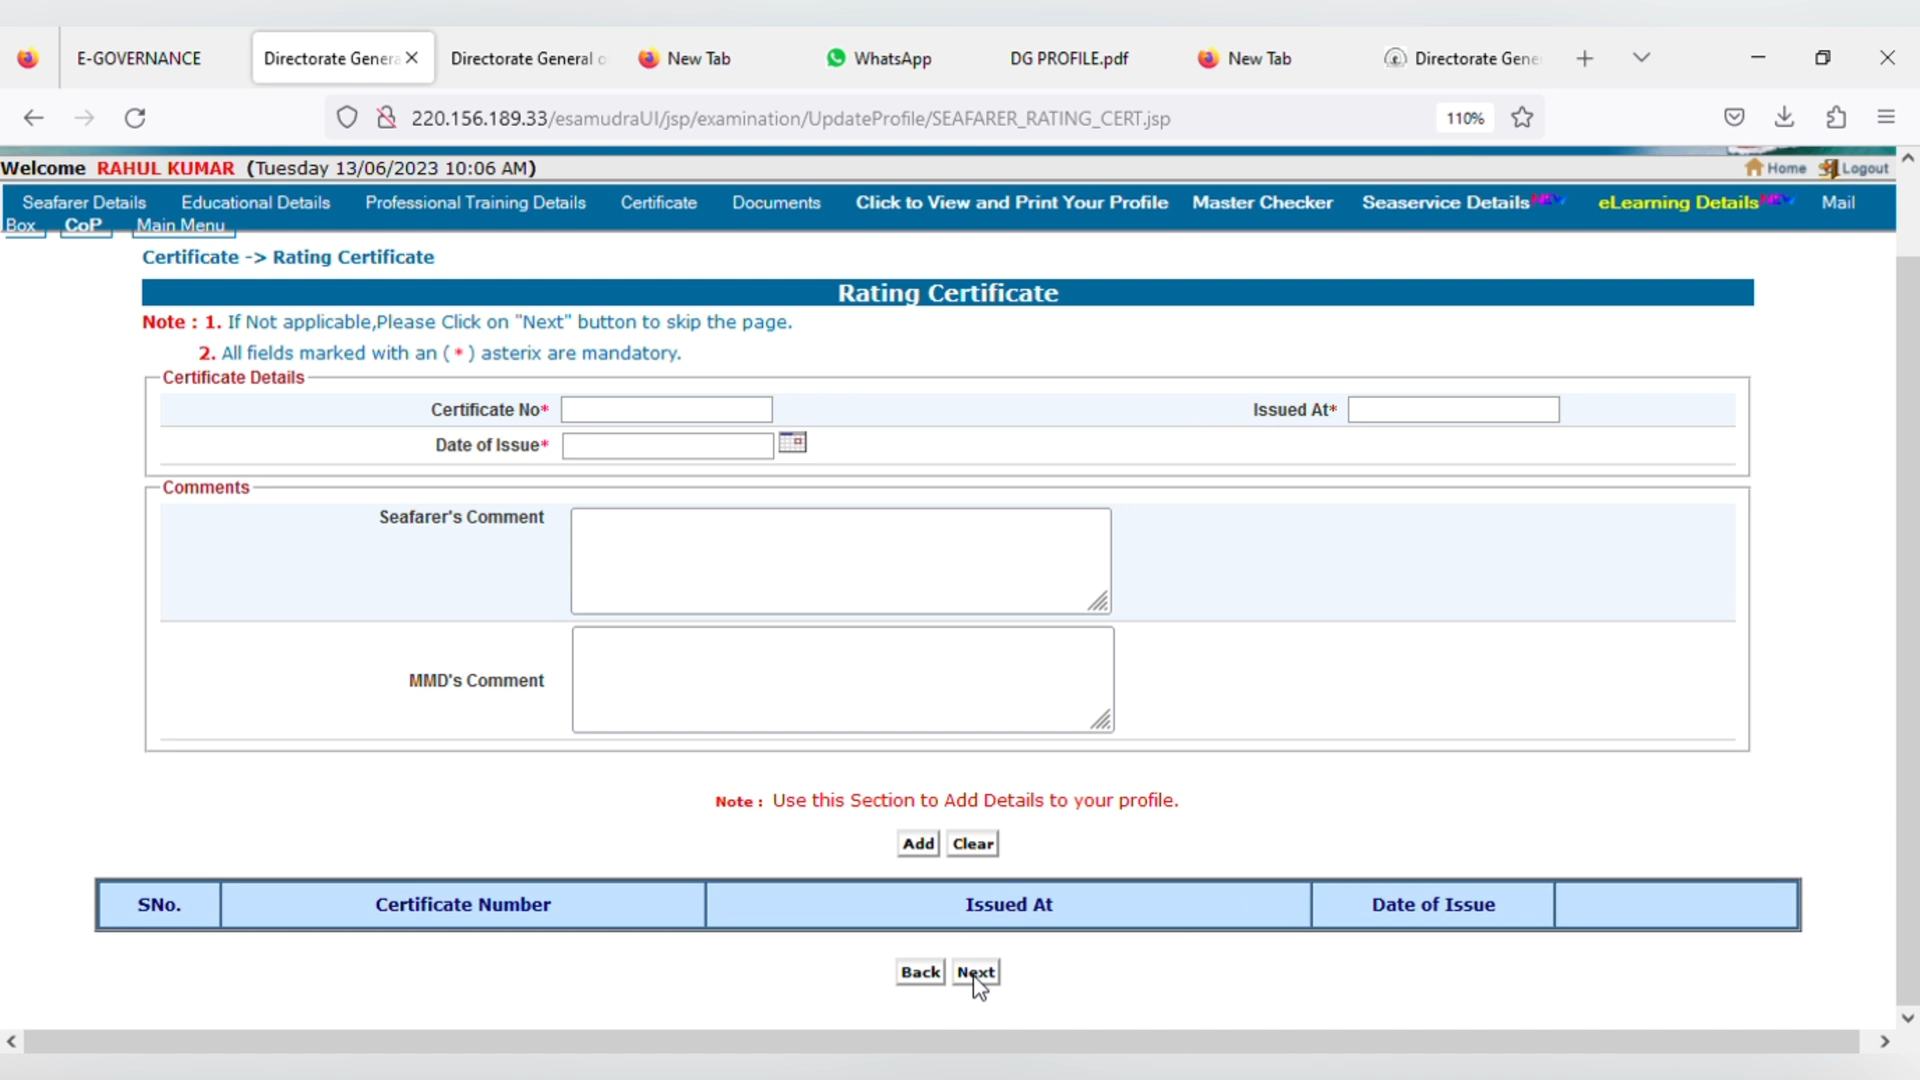 E-GOVERNANCE
Directorate Genera
Directorate General o
New Tab
WhatsApp
DG PROFILE.pdf
New Tab
Directorate Gene
220.156.189.33/esamudraUI/jsp/examination/UpdateProfile/SEAFARER_RATING_CERT.jsp
110%
Welcome RAHUL KUMAR (Tuesday 13/06/2023 10:06 AM)
Home
Logout
Seafarer Details
Educational Details
Professional Training Details
Certificate
Documents
Click to View and Print Your Profile
Master Checker
Seaservice Details
eLearning Details
Mail
Box
CoP
Main Menu
Certificate -> Rating Certificate
Rating Certificate
Note : 1. If Not applicable,Please Click on "Next" button to skip the page.
2. All fields marked with an ( * ) asterix are mandatory.
Certificate Details
Certificate No*
Issued At*
Date of Issue*
Comments
Seafarer's Comment
MMD's Comment
Note : Use this Section to Add Details to your profile.
Add Clear
SNo. Certificate Number Issued At Date of Issue
Back Next